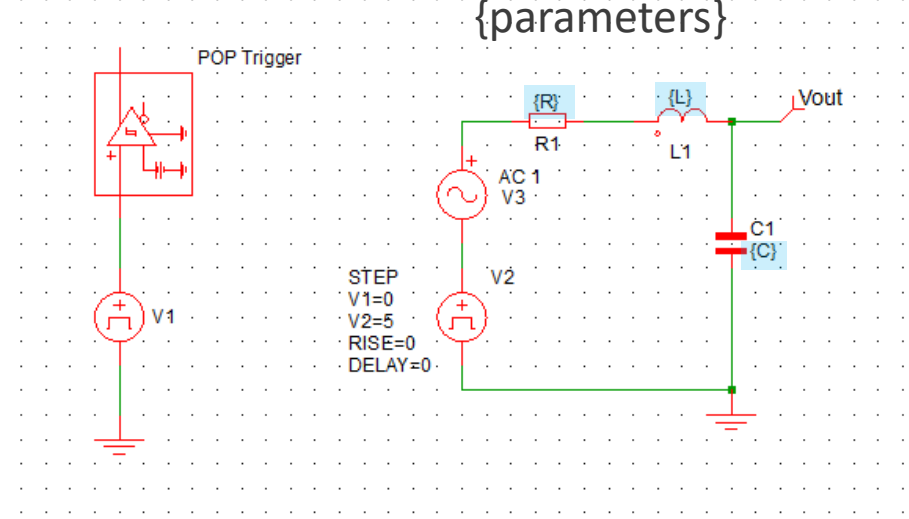 {parameters}
POP Trigger
{R}
{L}
Vout
R1
L1
AC 1
V3
C1
{C}
STEP
V1=0
V2=5
RISE=0
DELAY=0
V2
V1